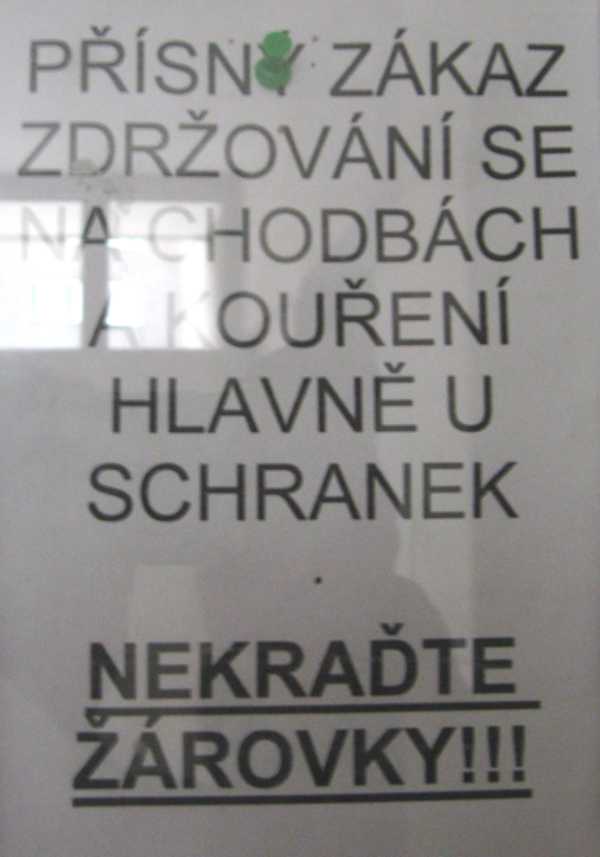 PŘÍSNÝ ZÁKAZ
ZDRŽOVÁNÍ SE
NA CHODBÁCH
A KOUŘENÍ
HLAVNĚ U
SCHRANEK
NEKRAĎTE
ŽÁROVKY!!!